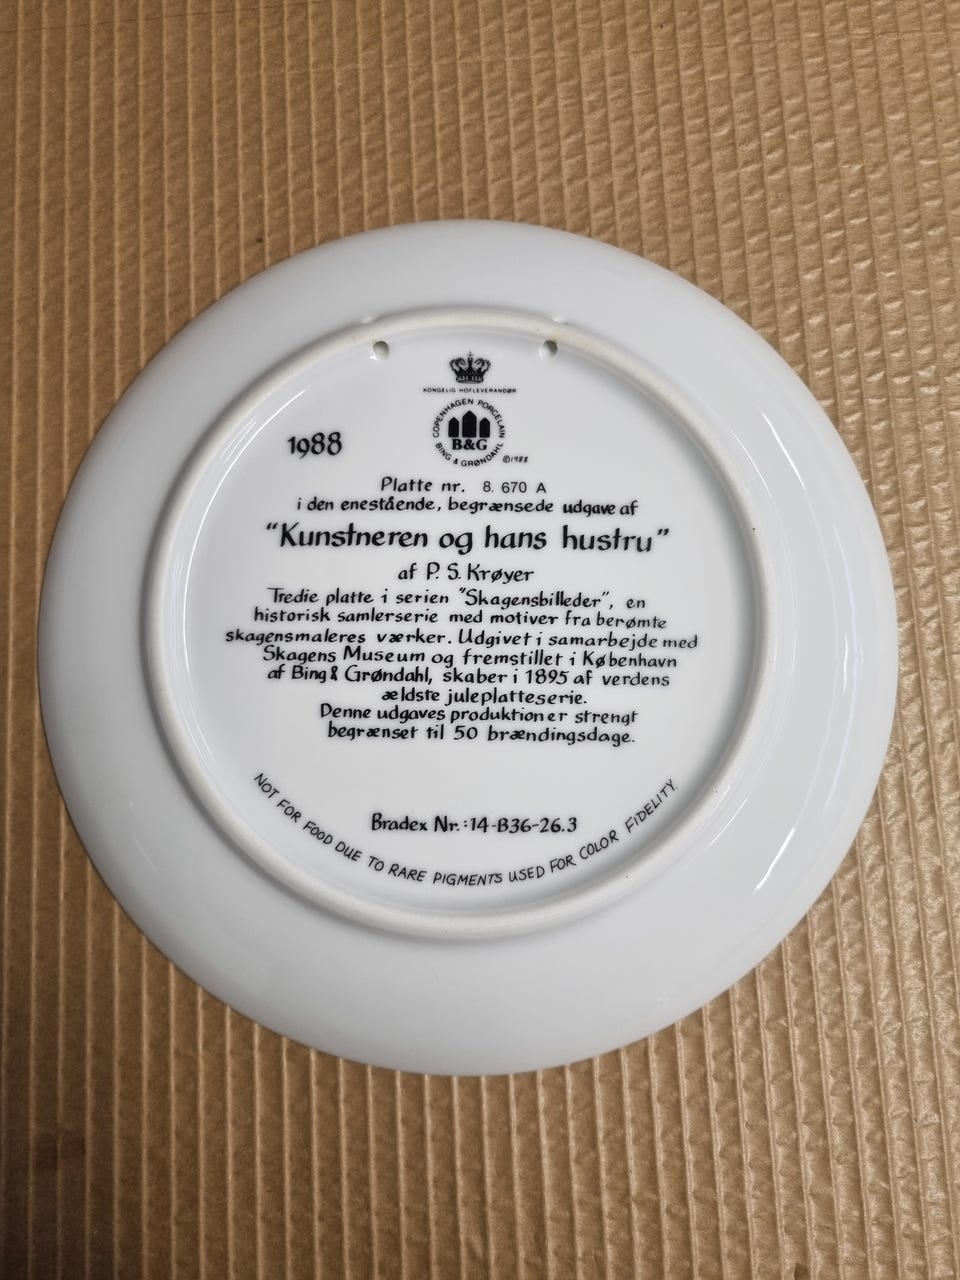 KONGELIG HOFLEVERANDØR
COPENHAGEN PORCELAIN
B&G
BING & GRØNDAHL
©1988
1988
Platte nr. 8. 670 A
i den enestående, begrænsede udgave af
"Kunstneren og hans hustru"
af P. S. Krøyer
Tredie platte i serien "Skagensbilleder", en
historisk samlerserie med motiver fra berømte
skagensmaleres værker. Udgivet i samarbejde med
Skagens Museum og fremstillet i København
af Bing & Grøndahl, skaber i 1895 af verdens
ældste juleplatteserie.
Denne udgaves produktion er strengt
begrænset til 50 brændingsdage.
Bradex Nr.: 14-B36-26.3
NOT FOR FOOD DUE TO RARE PIGMENTS USED FOR COLOR FIDELITY.